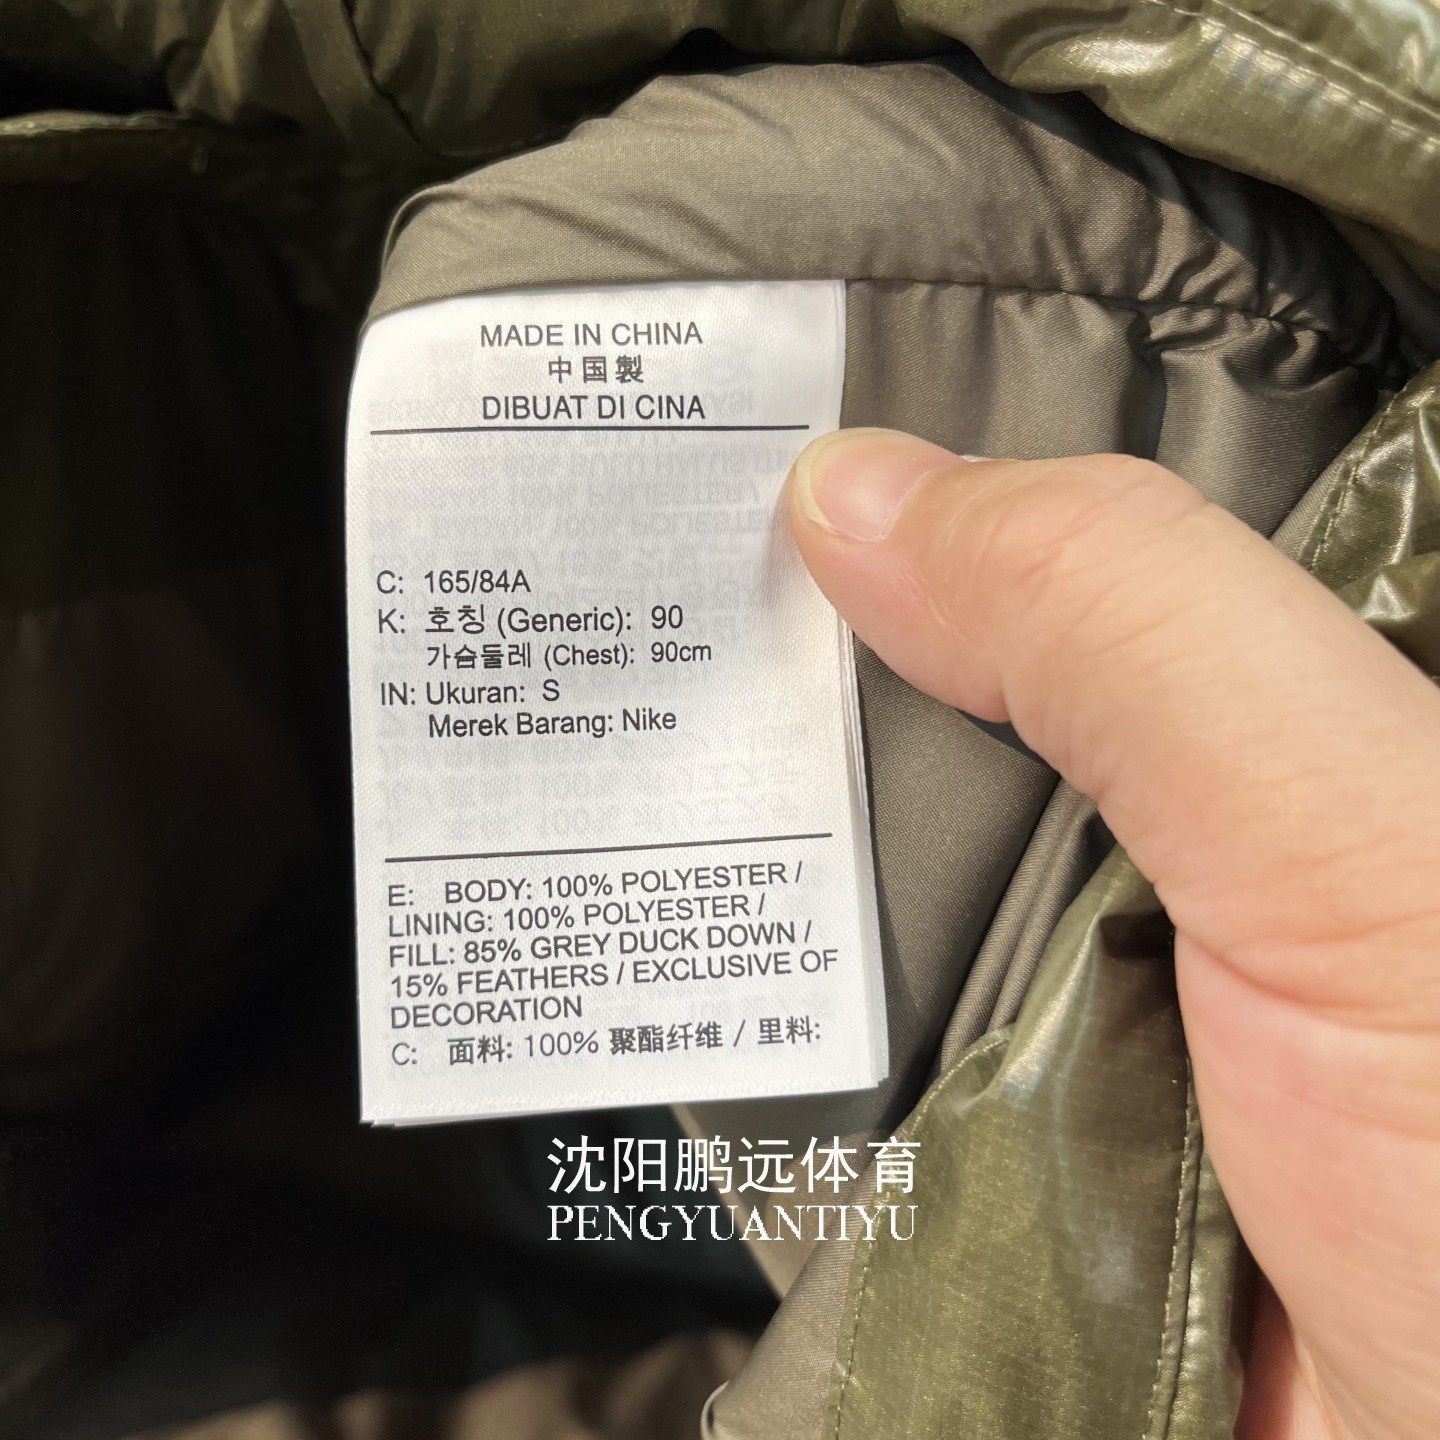 MADE IN CHINA
中国製
DIBUAT DI CINA
C: 165/84A
K: 호칭 (Generic): 90
가슴둘레 (Chest): 90cm
IN: Ukuran: S
Merek Barang: Nike
E: BODY: 100% POLYESTER /
LINING: 100% POLYESTER /
FILL: 85% GREY DUCK DOWN /
15% FEATHERS / EXCLUSIVE OF
DECORATION
C: 面料: 100% 聚酯纤维 / 里料:
沈阳鹏远体育
PENGYUANTIYU